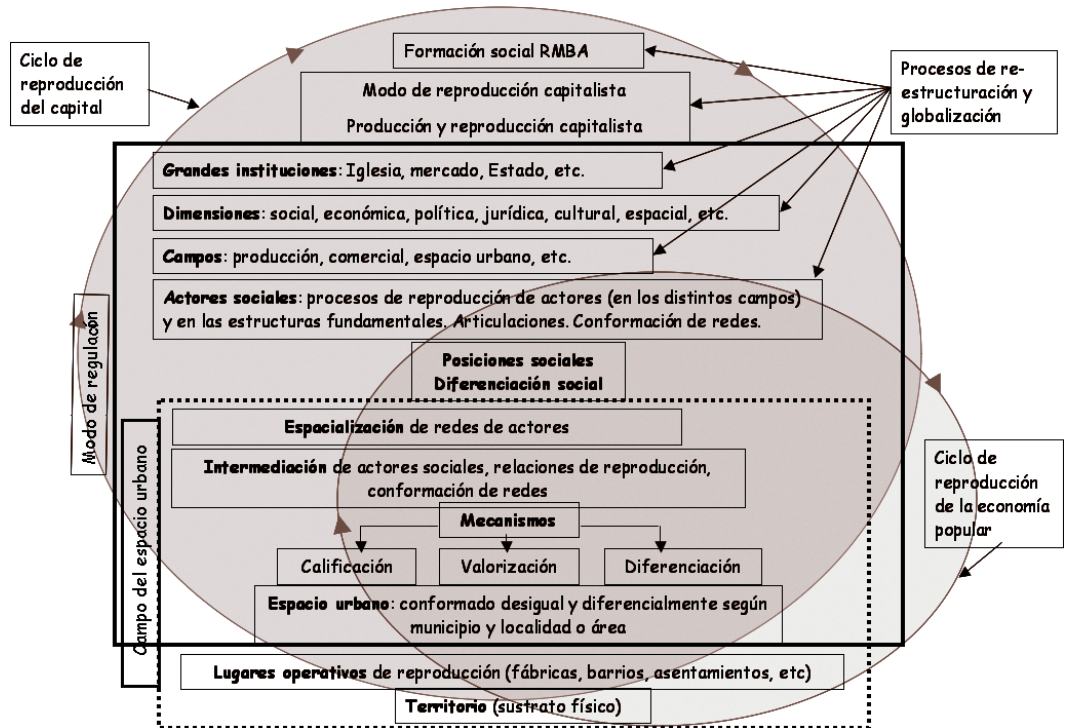 Ciclo de
reproducción
del capital
Formación social RMBA
Modo de reproducción capitalista
Producción y reproducción capitalista
Procesos de re-
estructuración y
globalización
Grandes instituciones: Iglesia, mercado, Estado, etc.
Dimensiones: social, económica, política, jurídica, cultural, espacial, etc.
Campos: producción, comercial, espacio urbano, etc.
Actores sociales: procesos de reproducción de actores (en los distintos campos)
y en las estructuras fundamentales. Articulaciones. Conformación de redes.
Posiciones sociales
Diferenciación social
Modo de regulación
Campo del espacio urbano
Espacialización de redes de actores
Intermediación de actores sociales, relaciones de reproducción,
conformación de redes
Mecanismos
Calificación
Valorización
Diferenciación
Espacio urbano: conformado desigual y diferencialmente según
municipio y localidad o área
Ciclo de
reproducción
de la economía
popular
Lugares operativos de reproducción (fábricas, barrios, asentamientos, etc)
Territorio (sustrato físico)